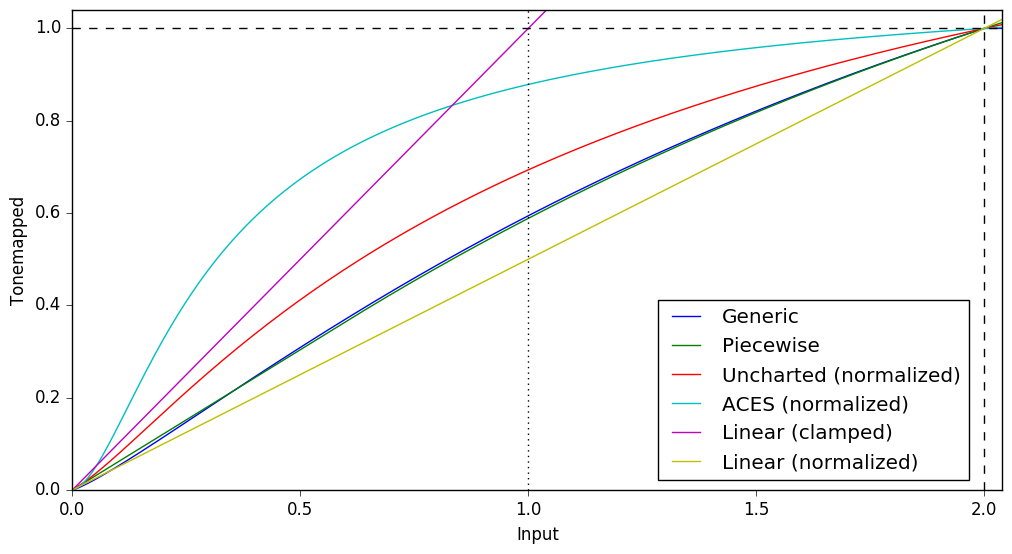 1.0
0.8
0.6
0.4
0.2
0.0
Tonemapped
0.0 0.5 1.0 1.5 2.0
Input
Generic
Piecewise
Uncharted (normalized)
ACES (normalized)
Linear (clamped)
Linear (normalized)